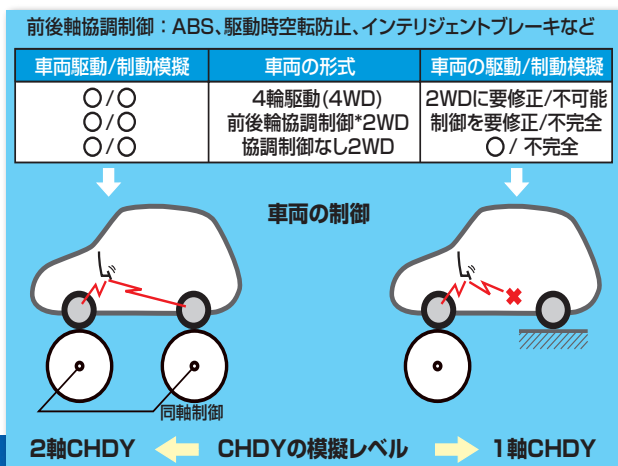 前後軸協調制御：ABS、駆動時空転防止、インテリジェントブレーキなど
車両駆動/制動模擬 車両の形式 車両の駆動/制動模擬
○/○ 4輪駆動(4WD) 2WDに要修正/不可能
○/○ 前後輪協調制御*2WD 制御を要修正/不完全
○/○ 協調制御なし2WD ○/ 不完全
車両の制御
同軸制御
2軸CHDY CHDYの模擬レベル 1軸CHDY